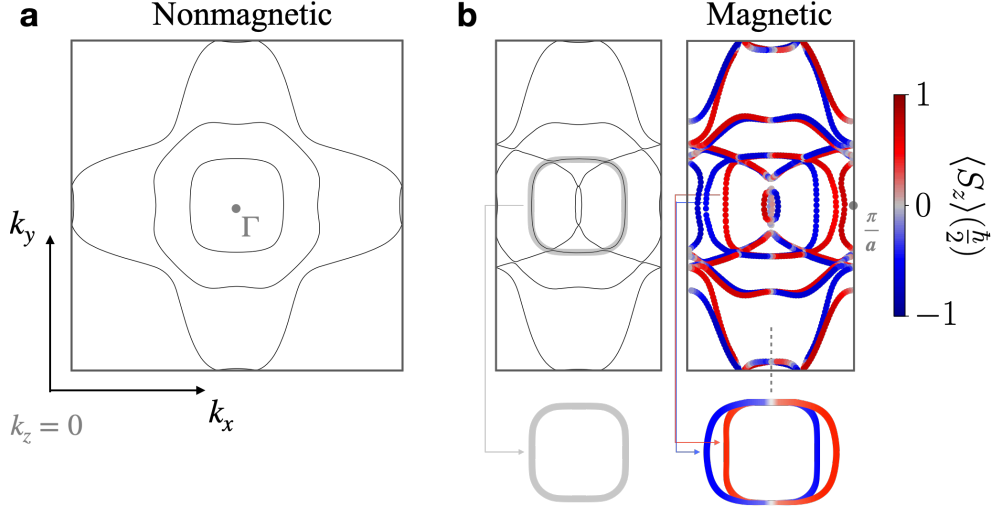 a Nonmagnetic
b Magnetic
Γ
k_y
k_x
k_z = 0
π/a
1
0
−1
⟨S_z⟩(ħ/2)